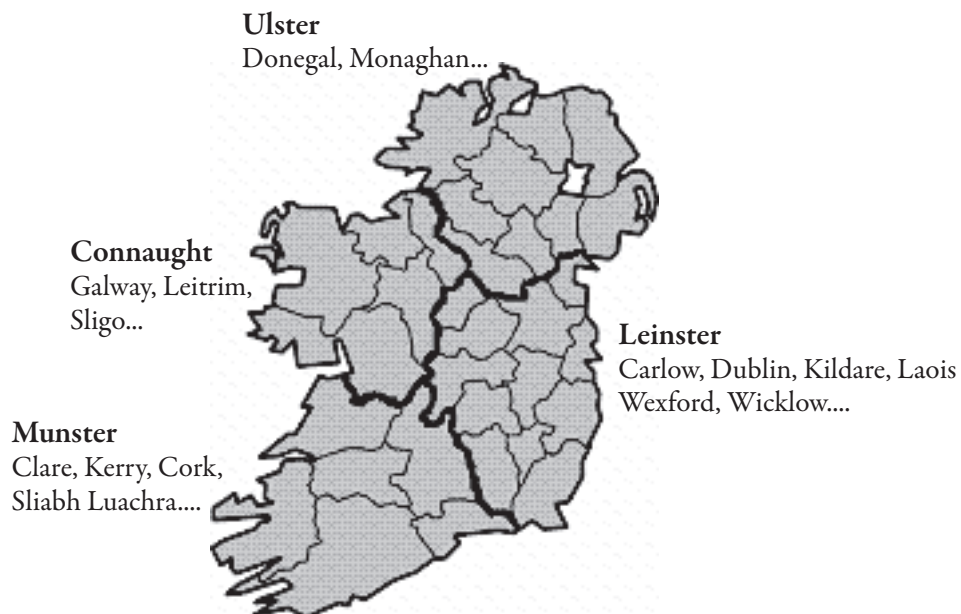 Ulster
Donegal, Monaghan...
Connaught
Galway, Leitrim,
Sligo...
Leinster
Carlow, Dublin, Kildare, Laois
Wexford, Wicklow....
Munster
Clare, Kerry, Cork,
Sliabh Luachra....